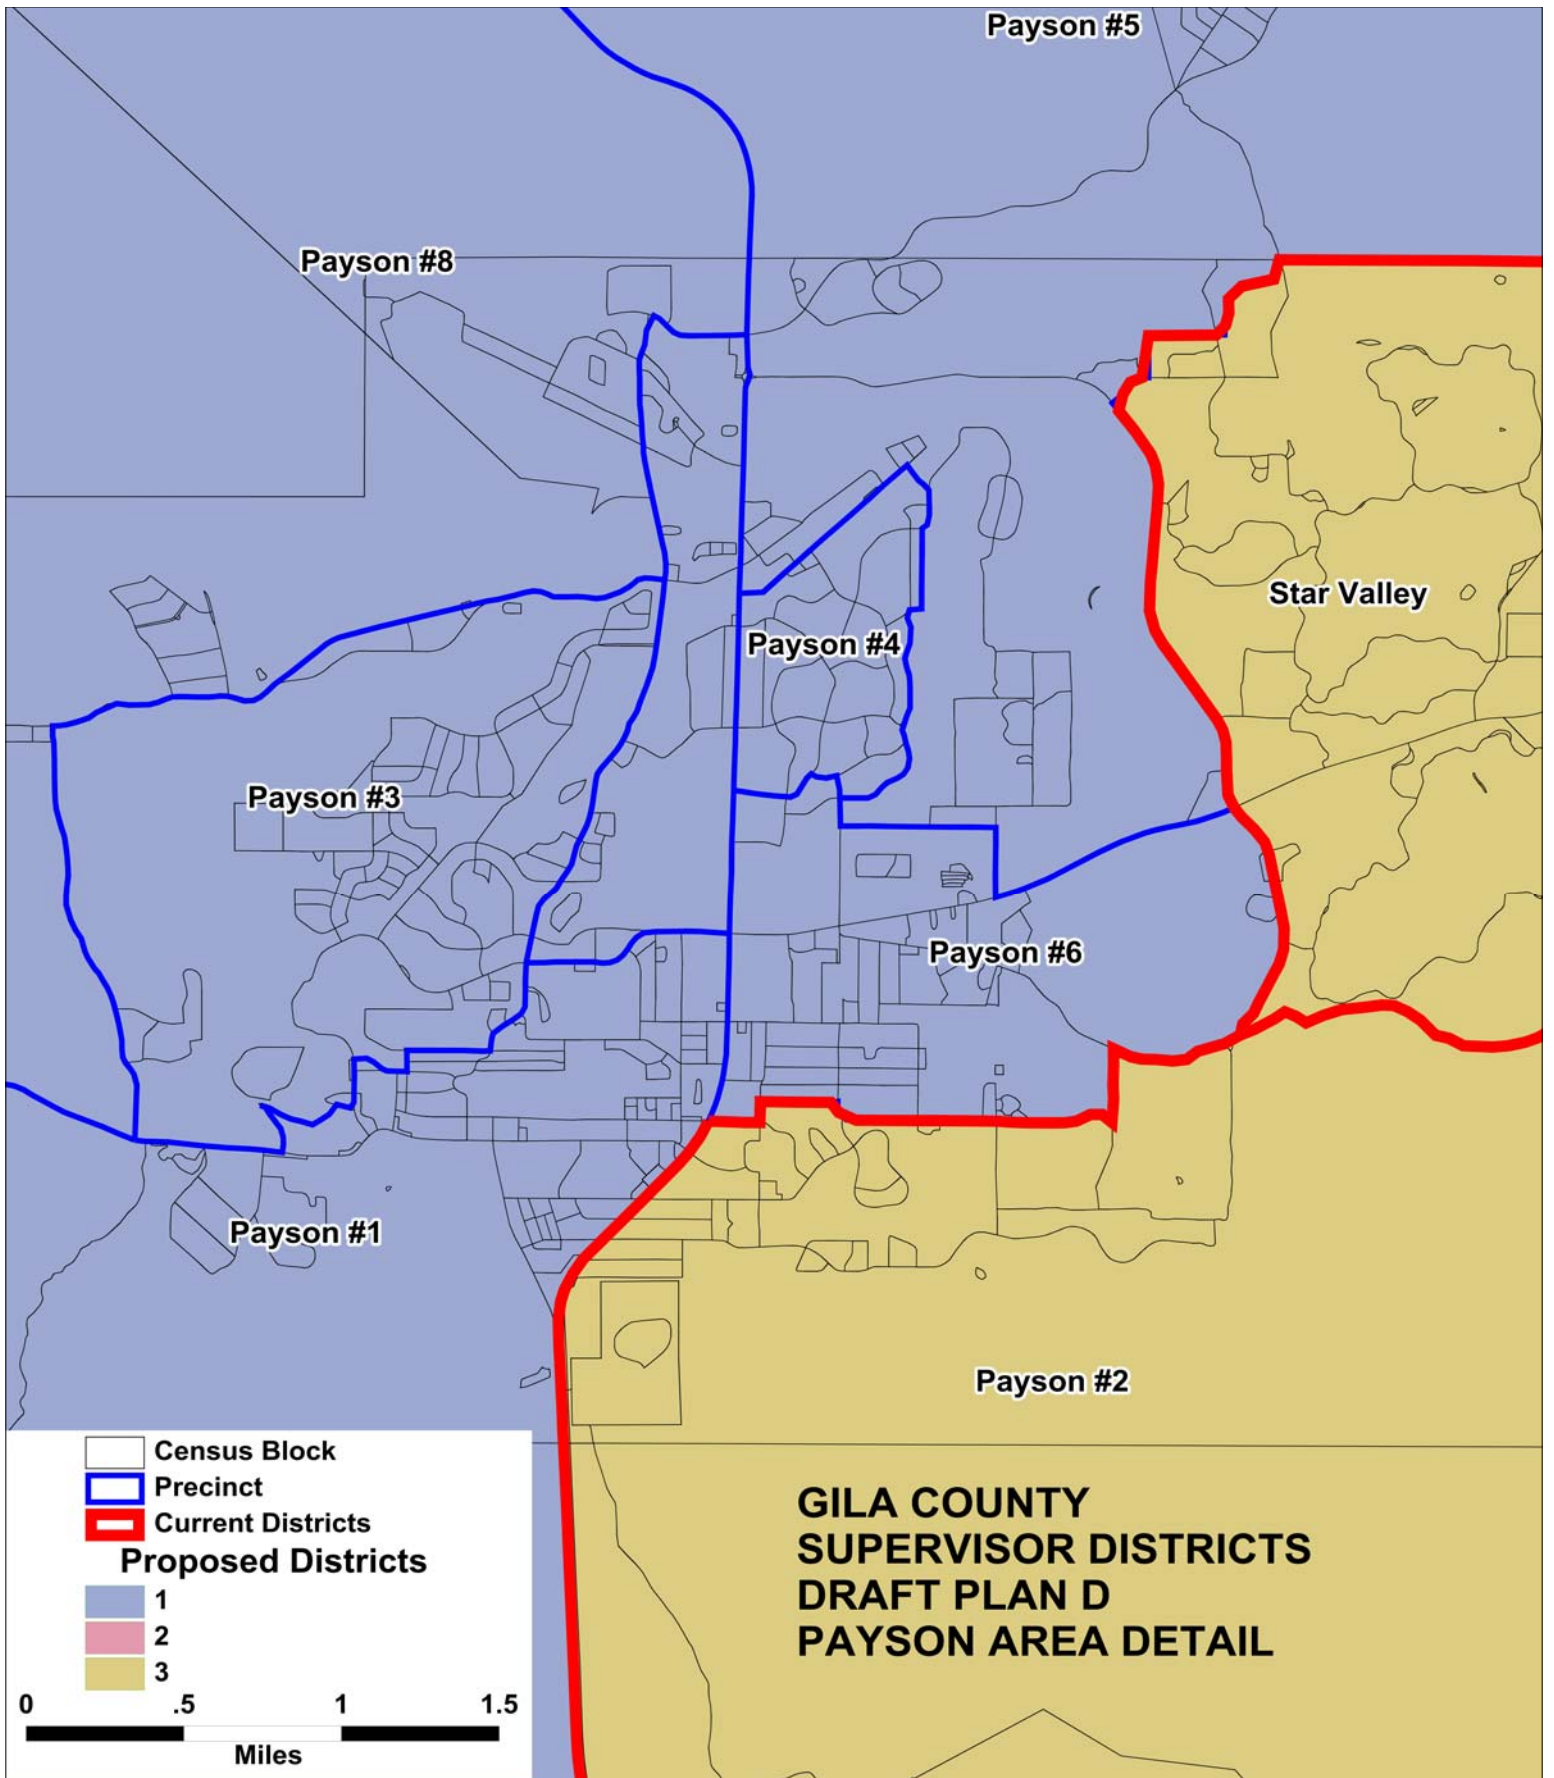 Payson #5
Payson #8
Star Valley
Payson #4
Payson #3
Payson #6
Payson #1
Payson #2
Census Block
Precinct
Current Districts
Proposed Districts
1
2
3
0 .5 1 1.5
Miles
GILA COUNTY
SUPERVISOR DISTRICTS
DRAFT PLAN D
PAYSON AREA DETAIL